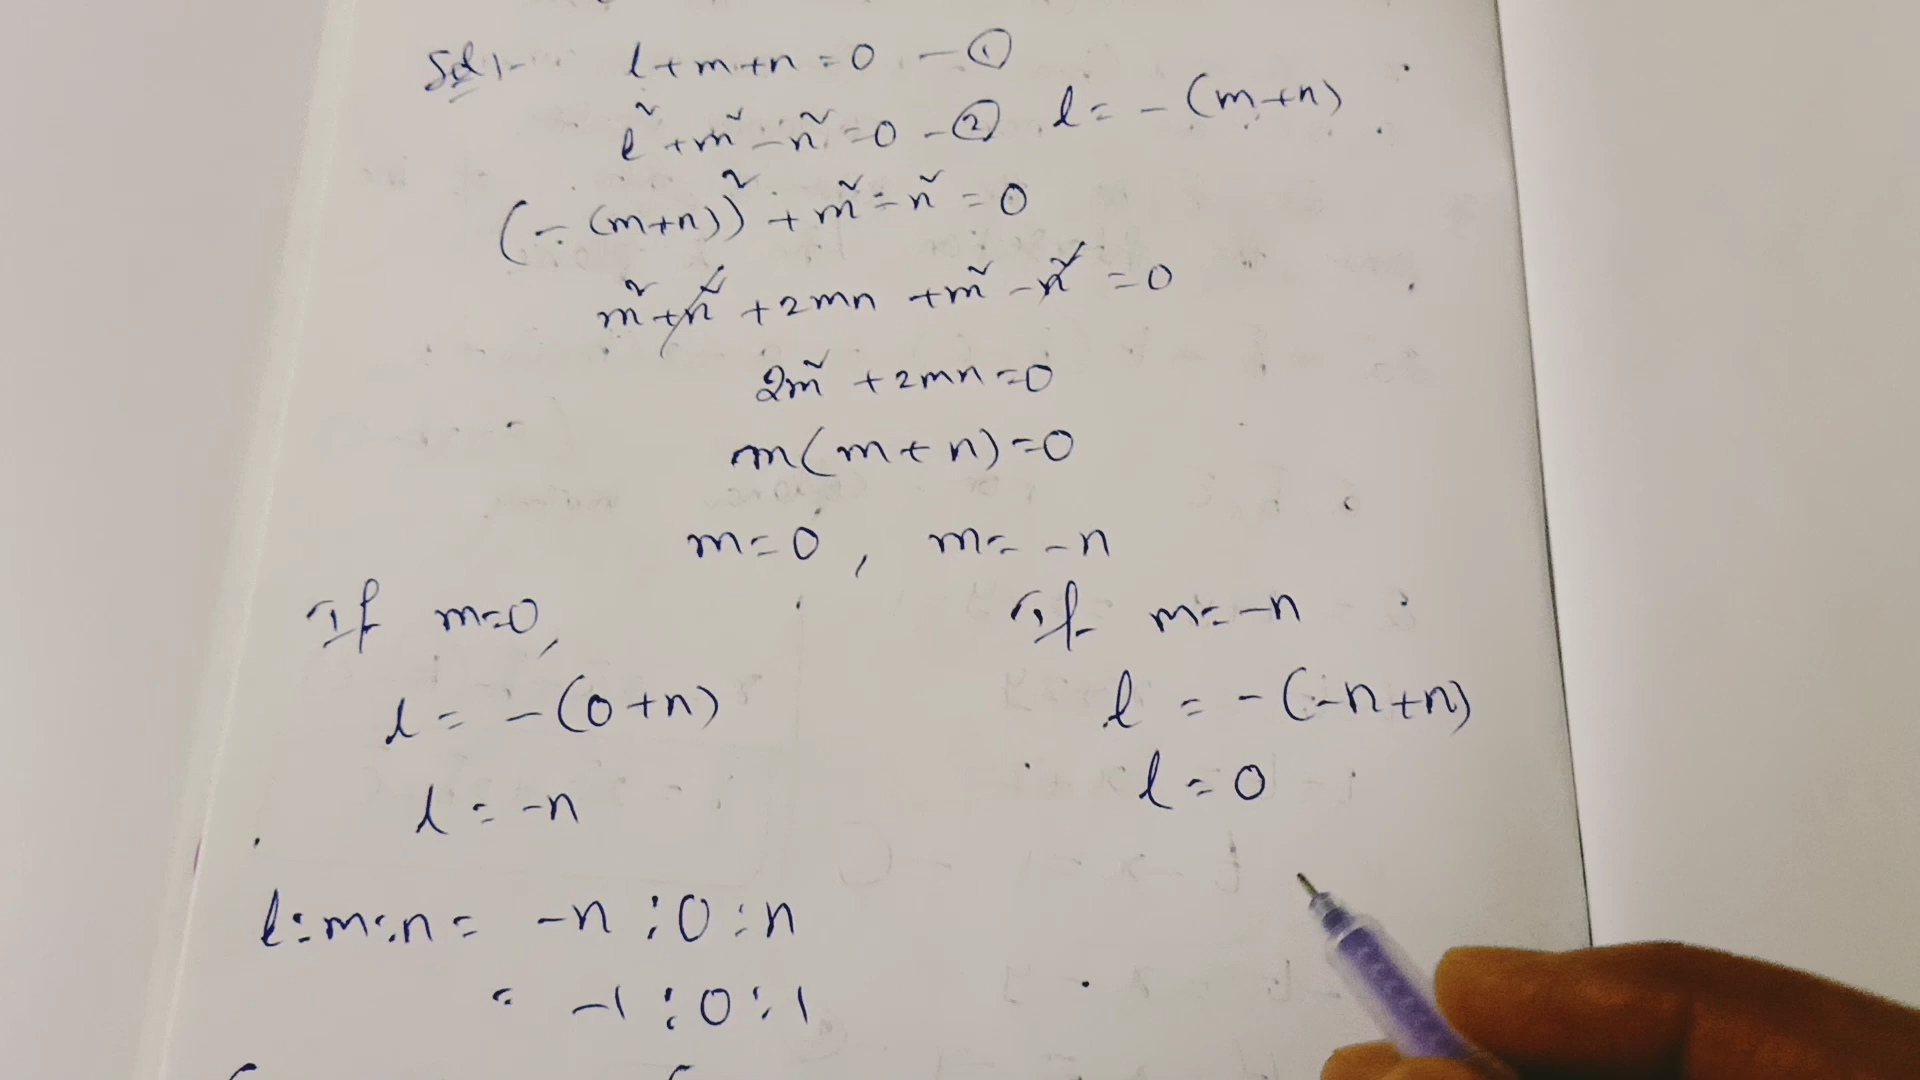 Sol:- l+m+n=0 -①
l²+m²-n²=0 -② l=-(m+n)
(-(m+n))²+m²-n²=0
m²+n²+2mn+m²-n²=0
2m²+2mn=0
m(m+n)=0
m=0, m=-n
If m=0,
l=-(0+n)
l=-n
l:m:n=-n:0:n
=-1:0:1
If m=-n
l=-(-n+n)
l=0